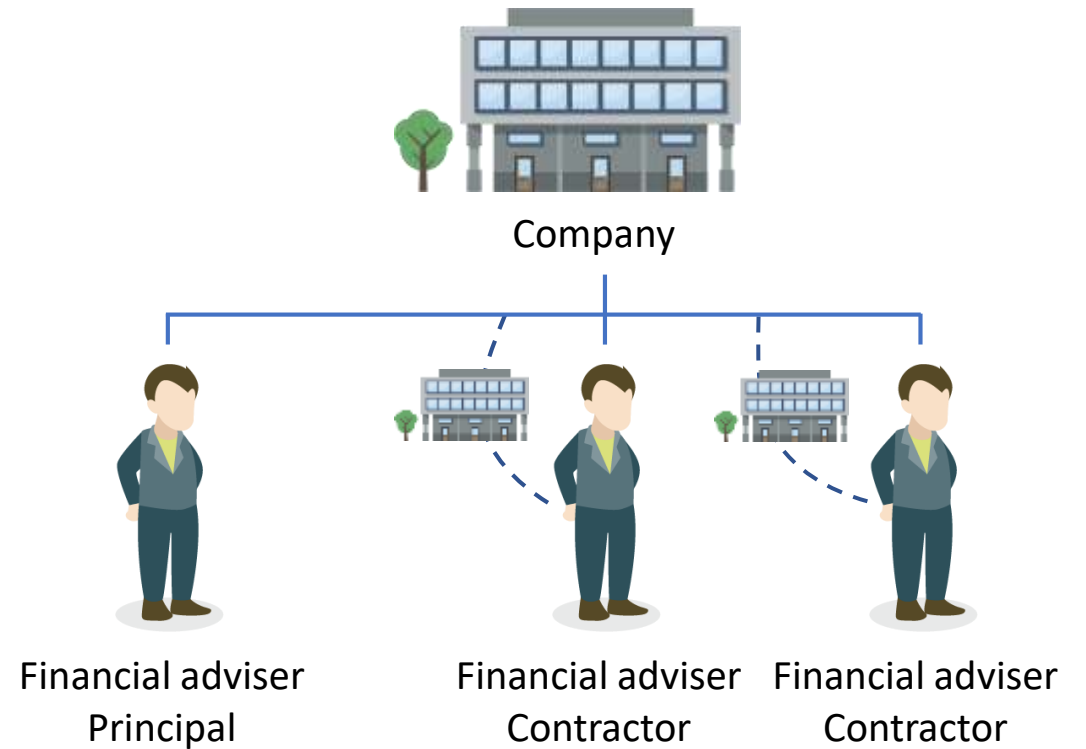 Company
Financial adviser
Principal
Financial adviser
Contractor
Financial adviser
Contractor